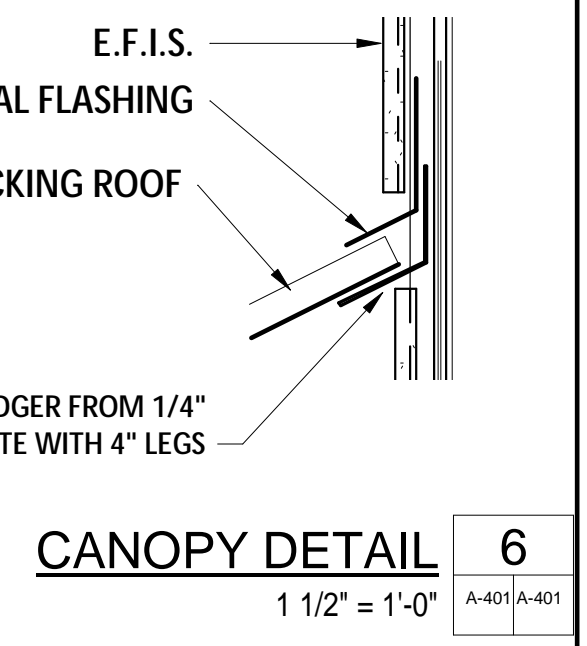 E.F.I.S.
AL FLASHING
CKING ROOF
DGER FROM 1/4"
TE WITH 4" LEGS
CANOPY DETAIL
6
1 1/2" = 1'-0"
A-401 A-401